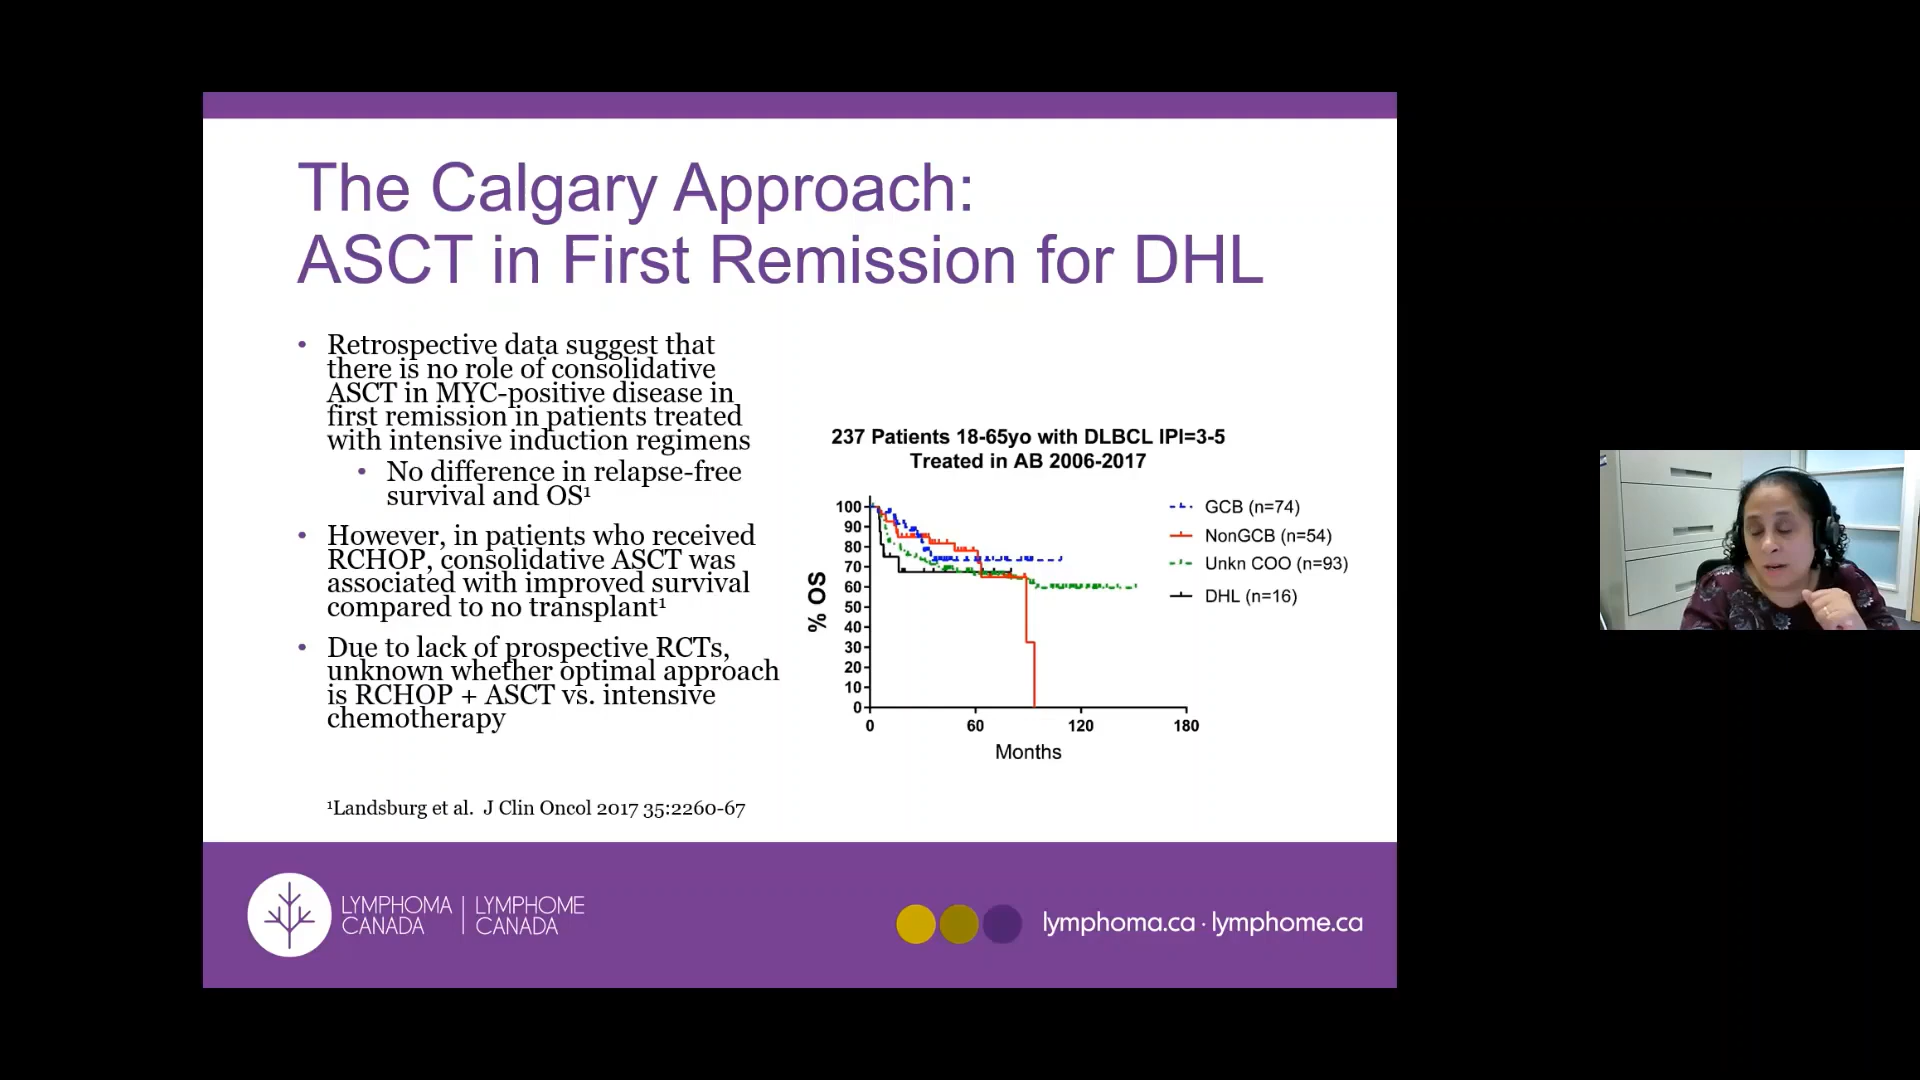 The Calgary Approach:
ASCT in First Remission for DHL
• Retrospective data suggest that
there is no role of consolidative
ASCT in MYC-positive disease in
first remission in patients treated
with intensive induction regimens
• No difference in relapse-free
survival and OS¹
• However, in patients who received
RCHOP, consolidative ASCT was
associated with improved survival
compared to no transplant¹
• Due to lack of prospective RCTs,
unknown whether optimal approach
is RCHOP + ASCT vs. intensive
chemotherapy
¹Landsburg et al. J Clin Oncol 2017 35:2260-67
237 Patients 18-65yo with DLBCL IPI=3-5
Treated in AB 2006-2017
% OS
100
90
80
70
60
50
40
30
20
10
0
0 60 120 180
Months
GCB (n=74)
NonGCB (n=54)
Unkn COO (n=93)
DHL (n=16)
LYMPHOMA | LYMPHOME
CANADA | CANADA
lymphoma.ca · lymphome.ca